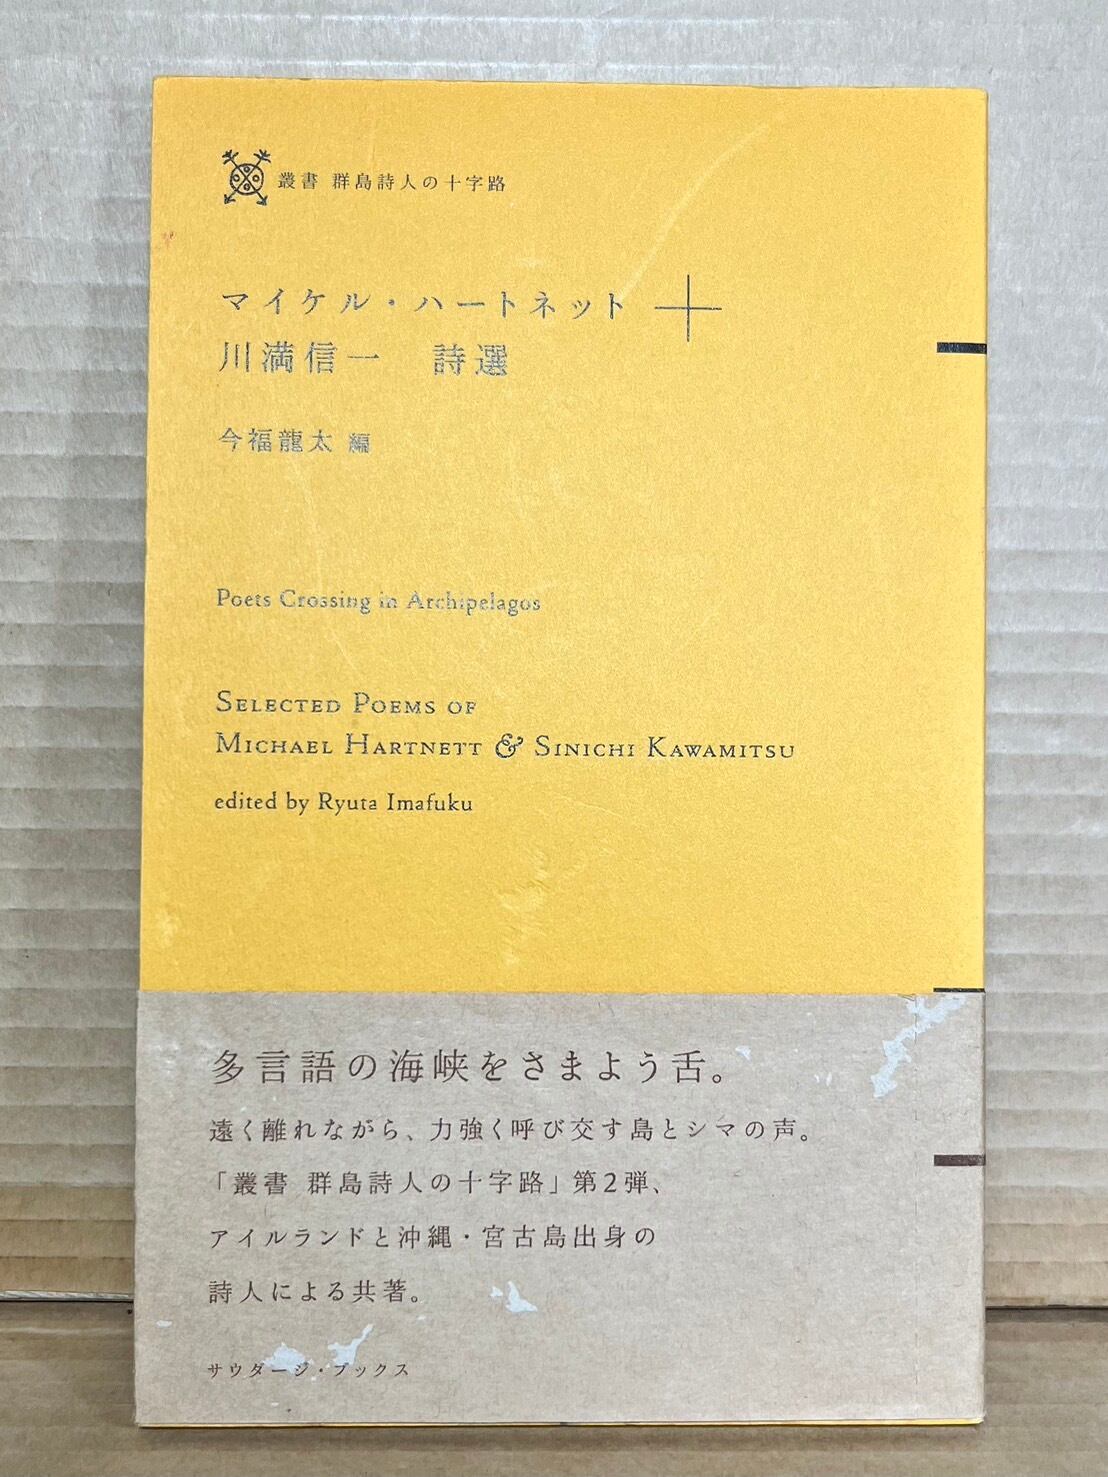 叢書 群島詩人の十字路
マイケル・ハートネット +
川満信一 詩選
今福龍太 編
Poets Crossing in Archipelagos
SELECTED POEMS OF
MICHAEL HARTNETT & SINICHI KAWAMITSU
edited by Ryuta Imafuku
多言語の海峡をさまよう舌。
遠く離れながら、力強く呼び交す島とシマの声。
「叢書 群島詩人の十字路」第2弾、
アイルランドと沖縄・宮古島出身の
詩人による共著。
サウダージ・ブックス